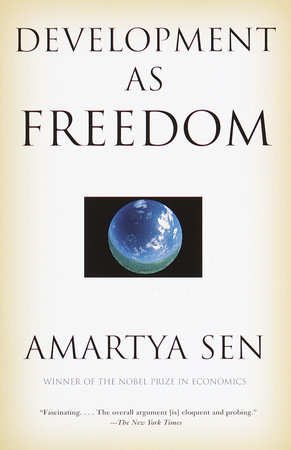 DEVELOPMENT
AS
FREEDOM
AMARTYA SEN
WINNER OF THE NOBEL PRIZE IN ECONOMICS
“Fascinating. . . . The overall argument [is] eloquent and probing.”
—The New York Times